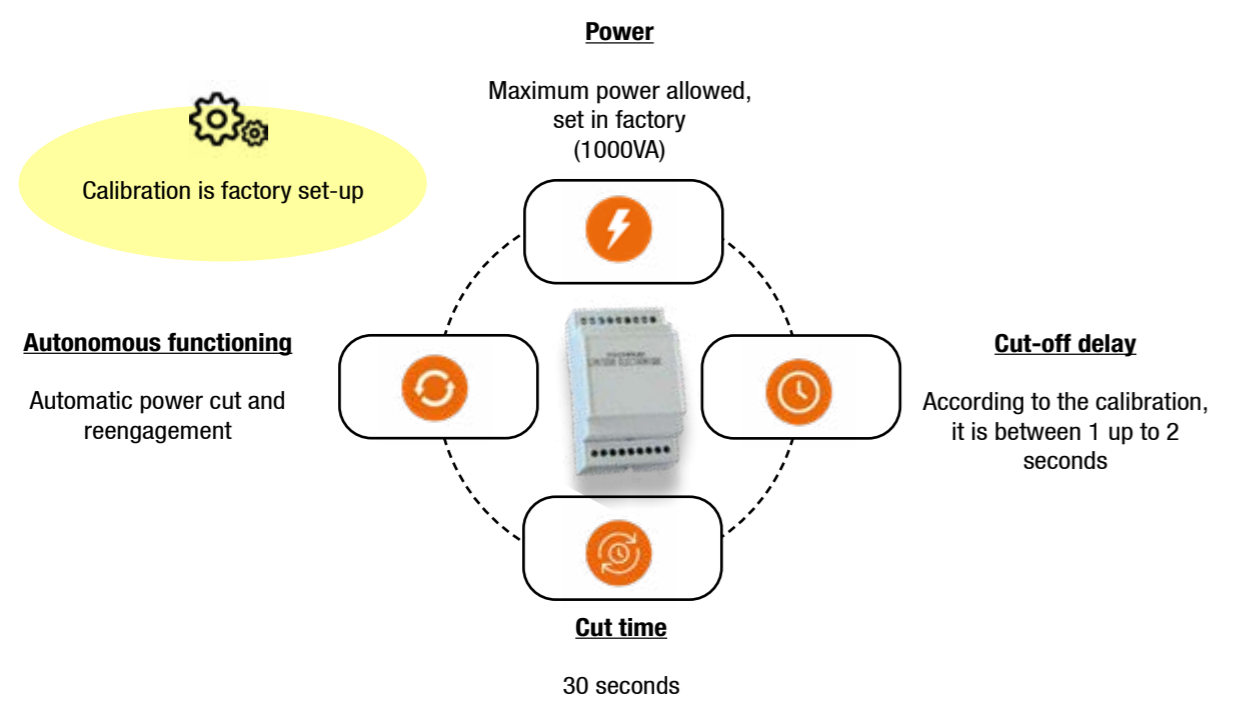 Power
Maximum power allowed,
set in factory
(1000VA)
Calibration is factory set-up
Autonomous functioning
Automatic power cut and
reengagement
Cut-off delay
According to the calibration,
it is between 1 up to 2
seconds
Cut time
30 seconds